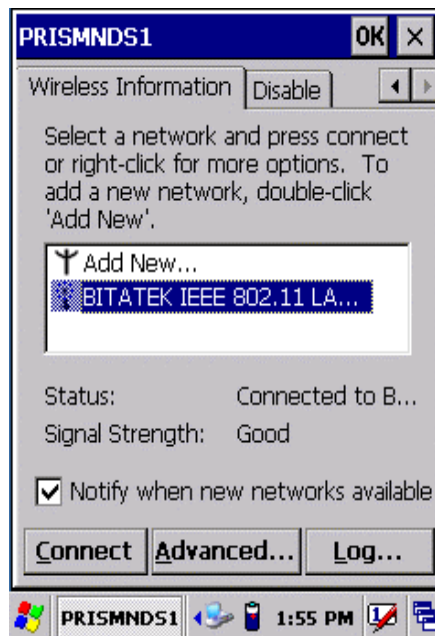 PRISMNDS1 OK
Wireless Information Disable
Select a network and press connect
or right-click for more options. To
add a new network, double-click
'Add New'.
Add New...
BITATEK IEEE 802.11 LA...
Status: Connected to B...
Signal Strength: Good
Notify when new networks available
Connect Advanced... Log...
PRISMNDS1 1:55 PM